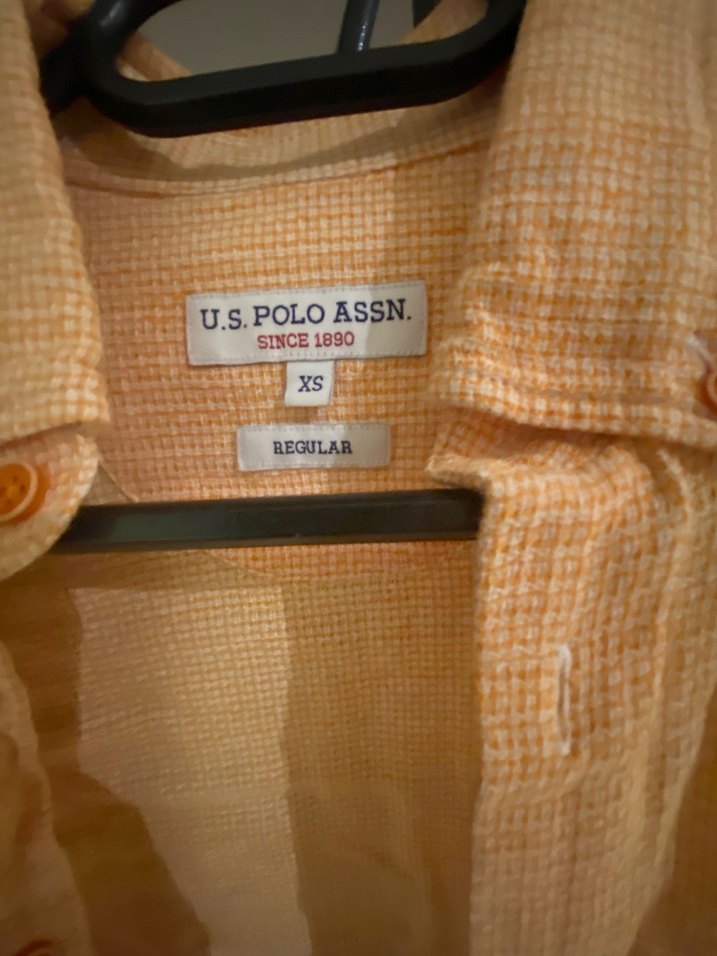 U.S. POLO ASSN.
SINCE 1890
XS
REGULAR